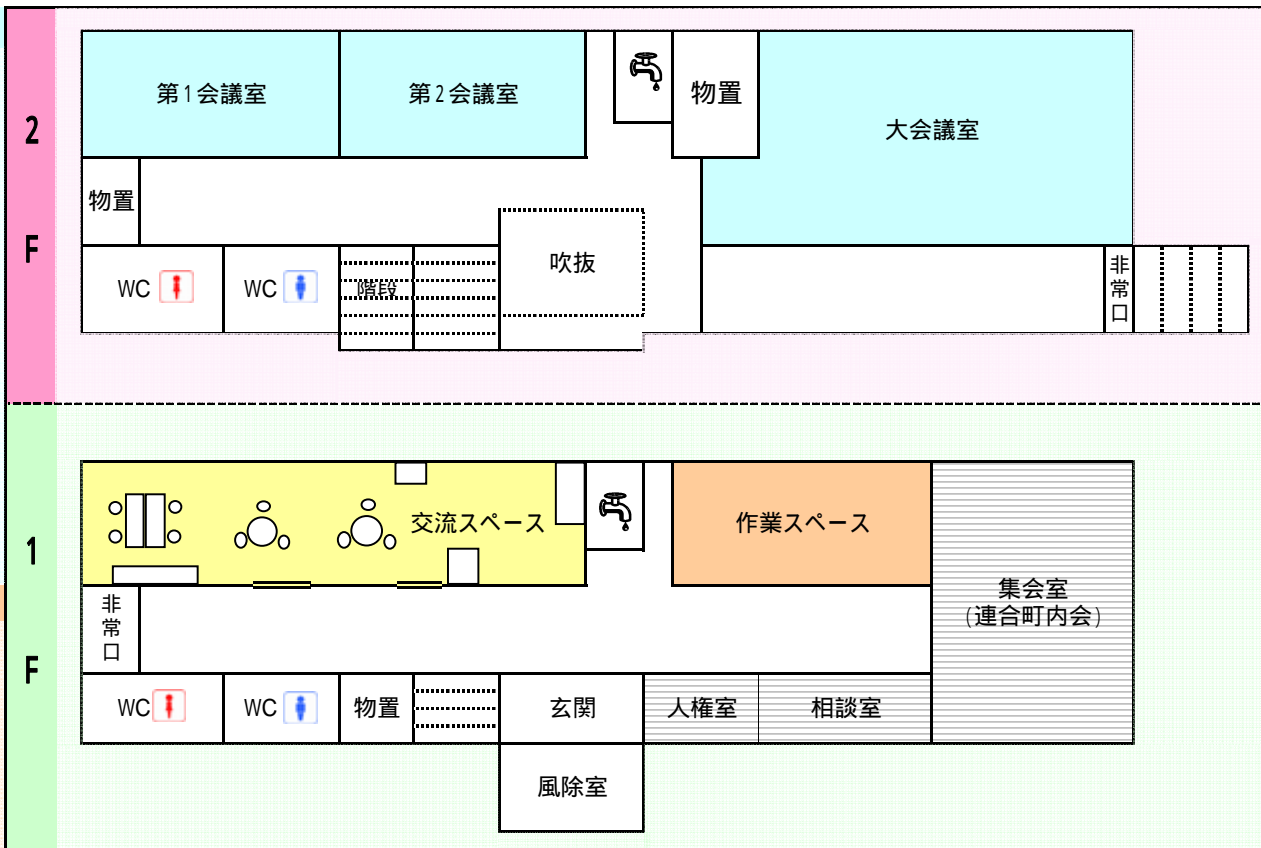 2
F
第1会議室
第2会議室
物置
大会議室
物置
吹抜
WC
WC
階段
非常口
1
F
交流スペース
作業スペース
集会室
(連合町内会)
非常口
WC
WC
物置
玄関
人権室
相談室
風除室